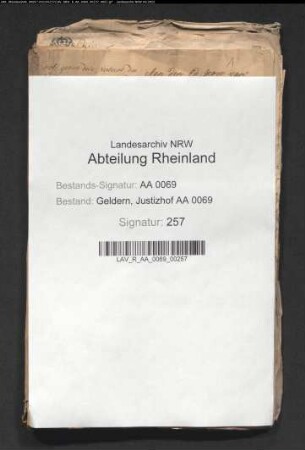 Landesarchiv NRW
Abteilung Rheinland
Bestands-Signatur: AA 0069
Bestand: Geldern, Justizhof AA 0069
Signatur: 257
LAV_R_AA_0069_00257